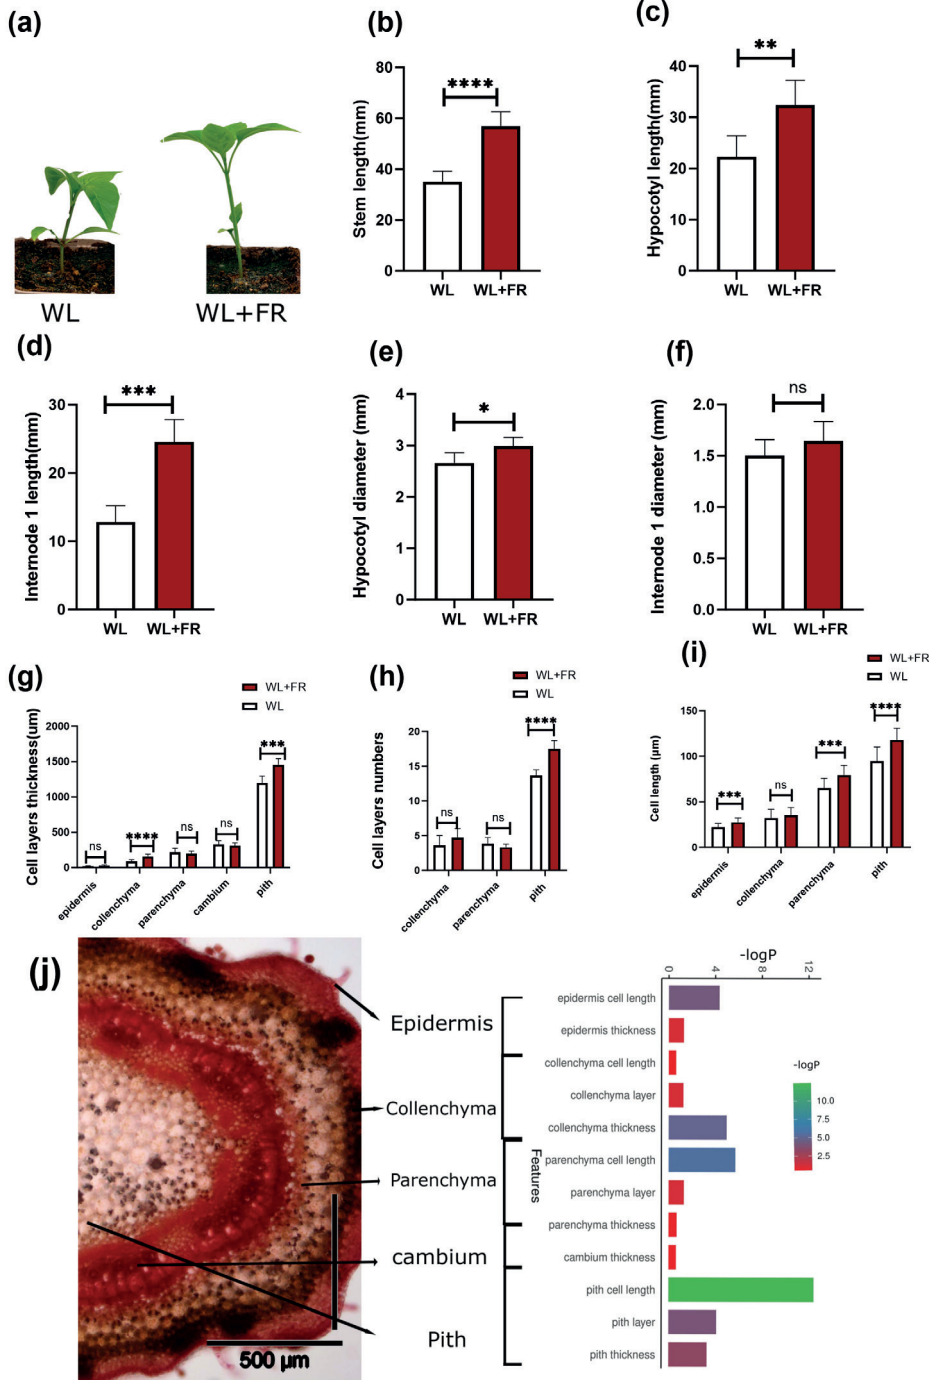 (a)
WL
WL+FR
(b)
Stem length(mm)
80
60
40
20
0
****
WL
WL+FR
(c)
Hypocotyl length(mm)
40
30
20
10
0
**
WL
WL+FR
(d)
Internode 1 length(mm)
30
20
10
0
***
WL
WL+FR
(e)
Hypocotyl diameter (mm)
4
3
2
1
0
*
WL
WL+FR
(f)
Internode 1 diameter (mm)
2.0
1.5
1.0
0.5
0.0
ns
WL
WL+FR
(g)
WL+FR
WL
Cell layers thickness(um)
2000
1500
1000
500
0
ns
****
ns
ns
***
epidermis
collenchyma
parenchyma
cambium
pith
(h)
WL+FR
WL
Cell layers numbers
20
15
10
5
0
ns
ns
****
collenchyma
parenchyma
pith
(i)
WL+FR
WL
Cell length (μm)
150
100
50
0
***
ns
***
****
epidermis
collenchyma
parenchyma
pith
(j)
Epidermis
Collenchyma
Parenchyma
cambium
Pith
500 μm
-logP
0
4
8
12
Features
epidermis cell length
epidermis thickness
collenchyma cell length
collenchyma layer
collenchyma thickness
parenchyma cell length
parenchyma layer
parenchyma thickness
cambium thickness
pith cell length
pith layer
pith thickness
-logP
10.0
7.5
5.0
2.5